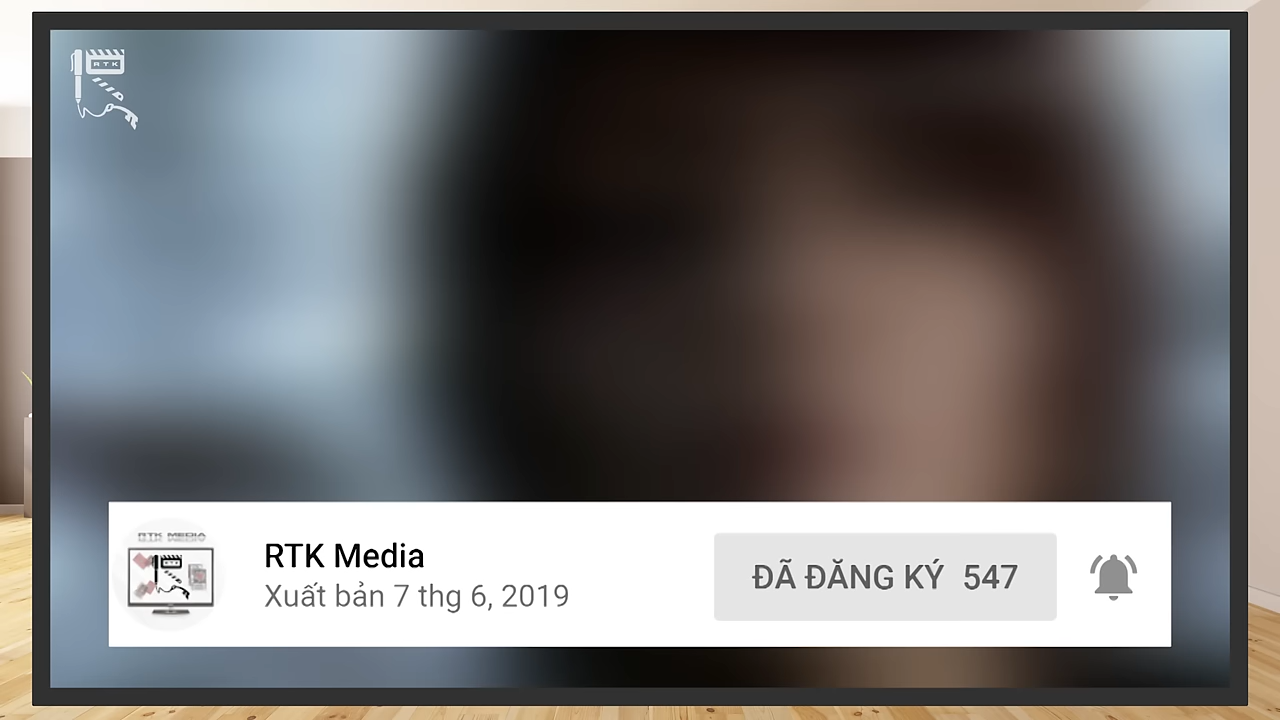 RTK
RTK MEDIA
RTK Media
Xuất bản 7 thg 6, 2019
ĐÃ ĐĂNG KÝ 547